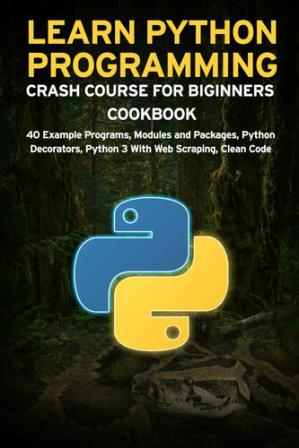 LEARN PYTHON
PROGRAMMING
CRASH COURSE FOR BIGINNERS
COOKBOOK
40 Example Programs, Modules and Packages, Python
Decorators, Python 3 With Web Scraping, Clean Code